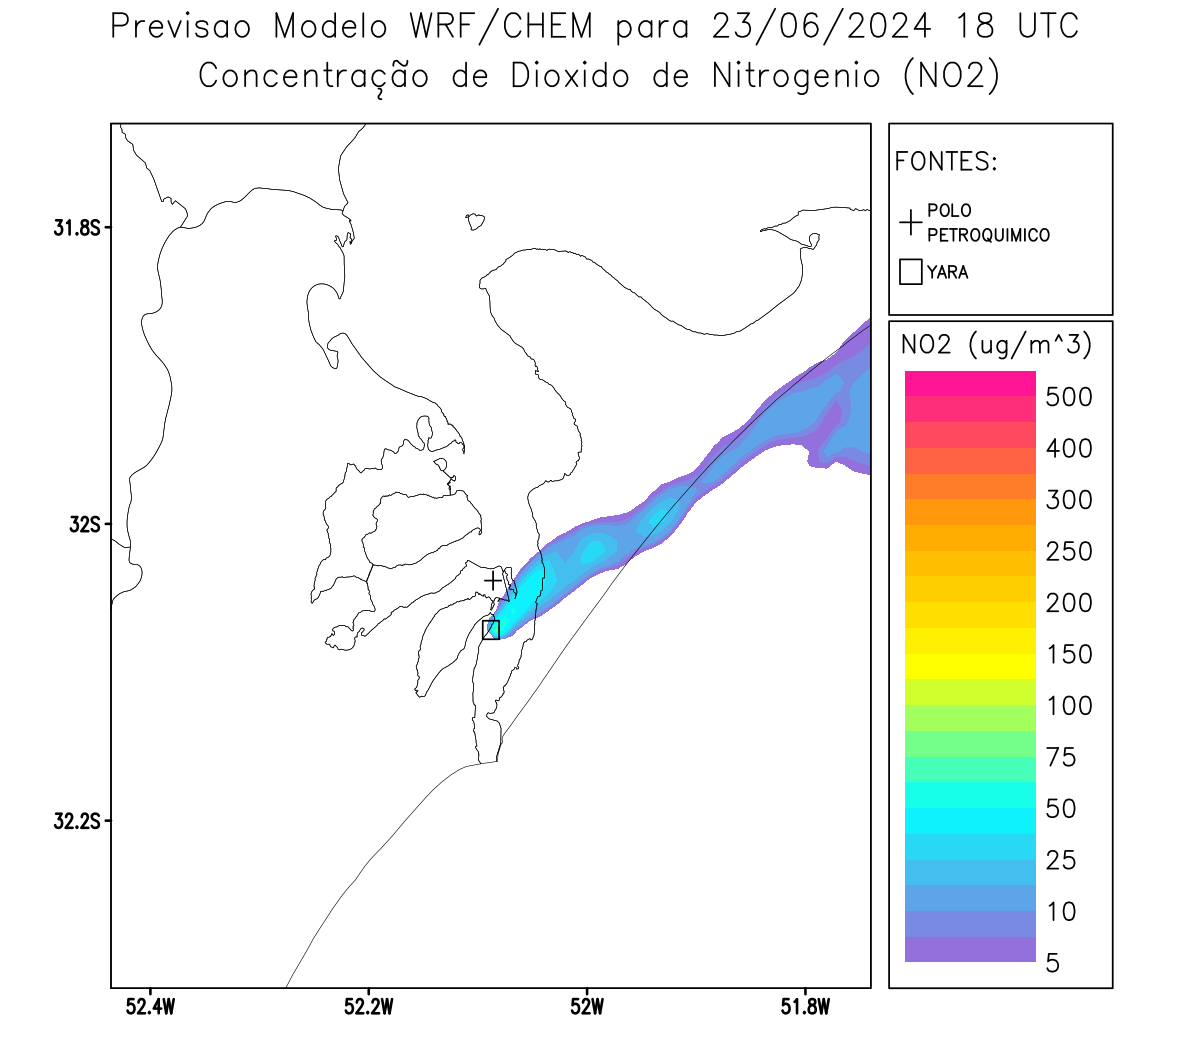 Previsao Modelo WRF/CHEM para 23/06/2024 18 UTC
Concentração de Dioxido de Nitrogenio (NO2)
FONTES:
POLO
PETROQUIMICO
YARA
31.8S
32S
32.2S
52.4W
52.2W
52W
51.8W
NO2 (ug/m^3)
500
400
300
250
200
150
100
75
50
25
10
5